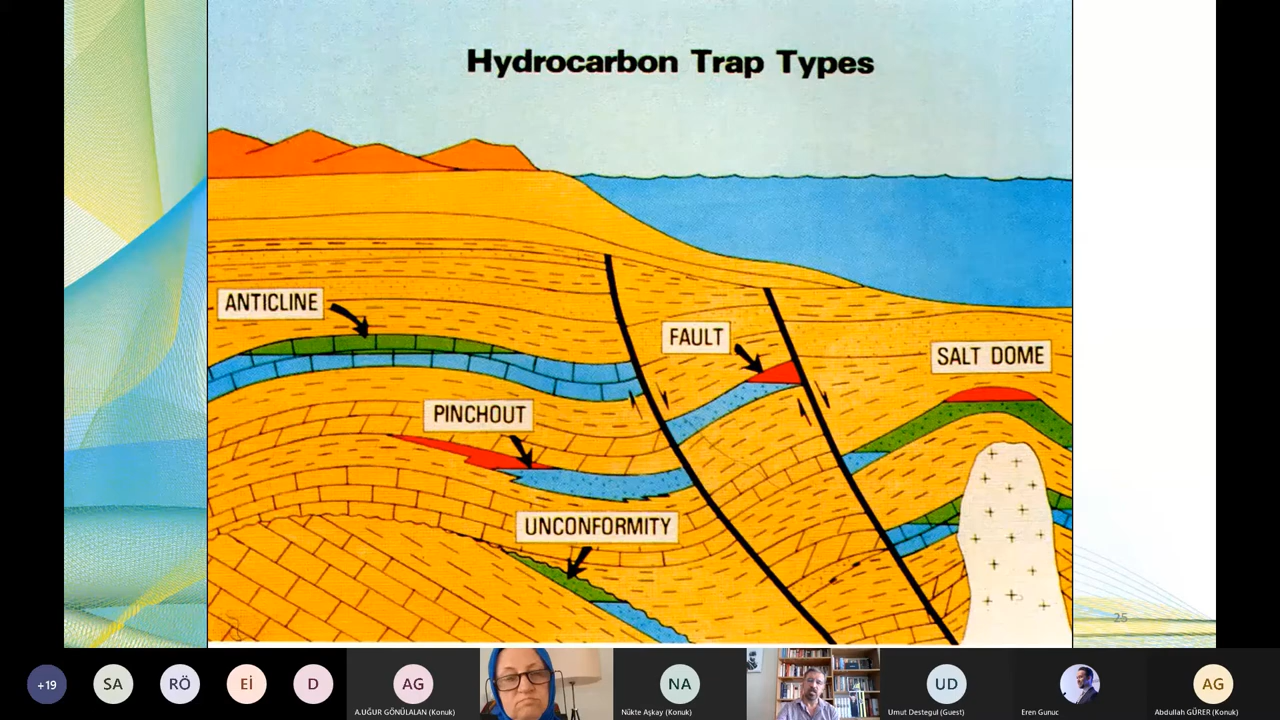 Hydrocarbon Trap Types
ANTICLINE
FAULT
SALT DOME
PINCHOUT
UNCONFORMITY
25
+19
SA
RÖ
Eİ
D
AG
A.UĞUR GÖNÜLALAN (Konuk)
NA
Nükte Aşkay (Konuk)
UD
Umut Destegul (Guest)
Eren Gunuc
AG
Abdullah GÜRER (Konuk)